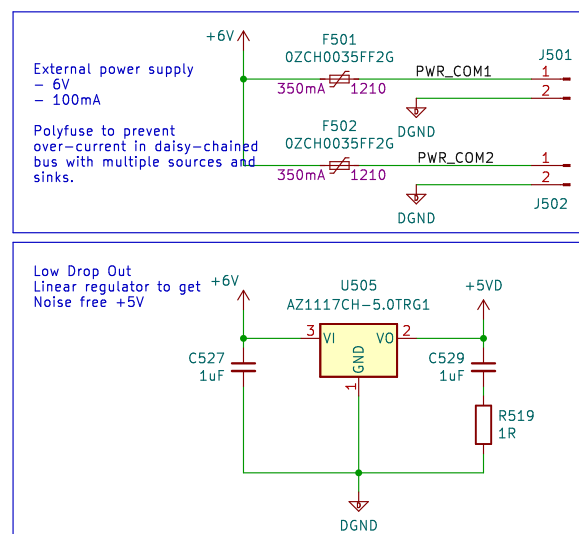 +6V
External power supply
- 6V
- 100mA
Polyfuse to prevent
over-current in daisy-chained
bus with multiple sources and
sinks.
F501
0ZCH0035FF2G
350mA 1210
PWR_COM1
J501
1
2
DGND
F502
0ZCH0035FF2G
350mA 1210
PWR_COM2
1
2
J502
DGND
Low Drop Out
Linear regulator to get
Noise free +5V
+6V
U505
AZ1117CH-5.0TRG1
+5VD
3 VI
VO 2
GND
1
C527
1uF
C529
1uF
R519
1R
DGND